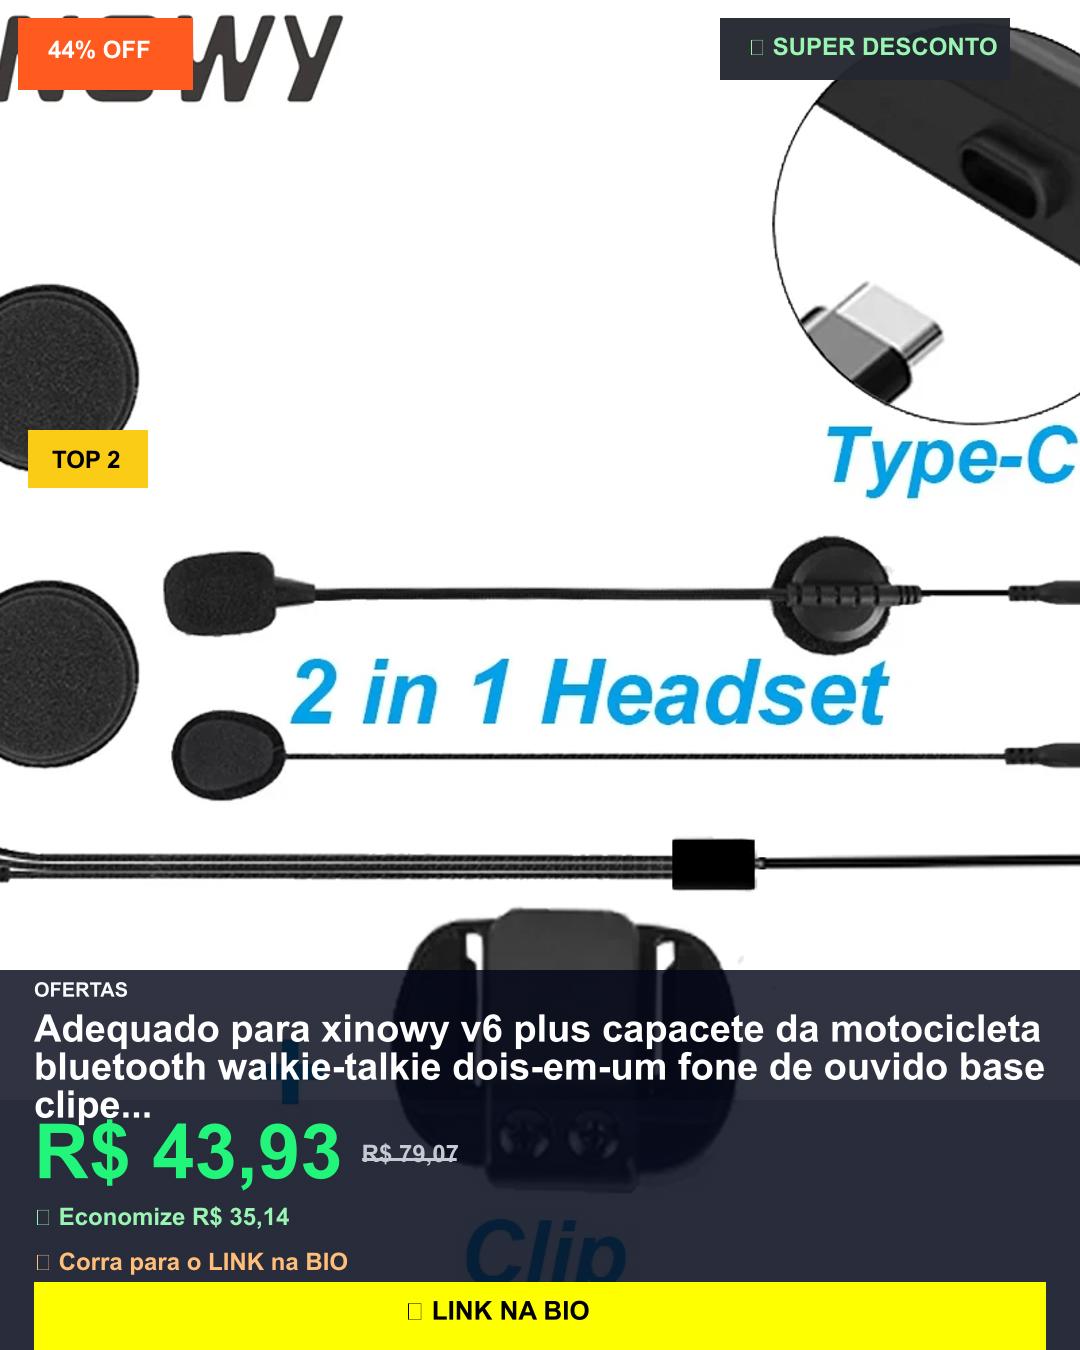 44% OFF
NOWY
SUPER DESCONTO
Type-C
TOP 2
2 in 1 Headset
OFERTAS
Adequado para xinowy v6 plus capacete da motocicleta
bluetooth walkie-talkie dois-em-um fone de ouvido base
clipe...
R$ 43,93 R$ 79,07
Economize R$ 35,14
Clip
Corra para o LINK na BIO
LINK NA BIO